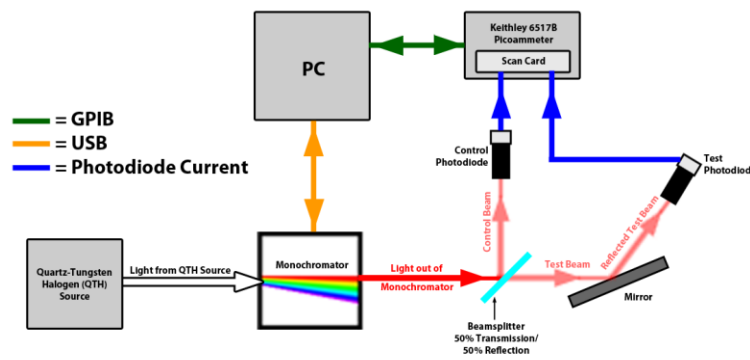 Keithley 6517B
Picoammeter
Scan Card
PC
= GPIB
= USB
= Photodiode Current
Control
Photodiode
Test
Photodiod
Control Beam
Reflected Test Beam
Quartz-Tungsten
Halogen (QTH)
Source
Light from QTH Source
Monochromator
Light out of
Monochromator
Test Beam
Mirror
Beamsplitter
50% Transmission/
50% Reflection